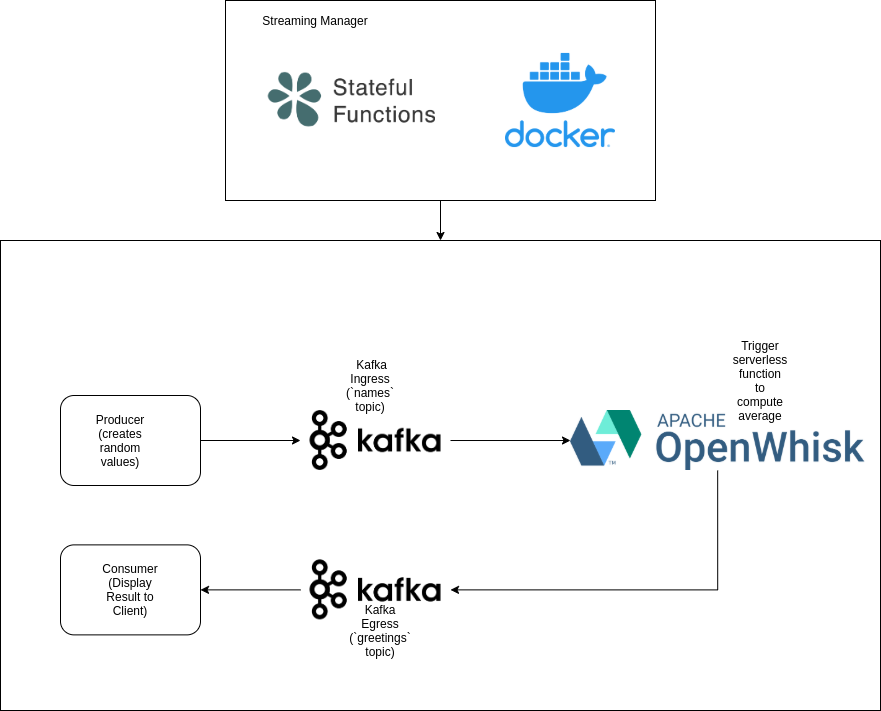 Streaming Manager
Stateful
Functions
docker
Trigger
serverless
function
to
compute
average
Kafka
Ingress
(`names`
topic)
Producer
(creates
random
values)
kafka
APACHE
OpenWhisk
TM
Consumer
(Display
Result to
Client)
kafka
Kafka
Egress
(`greetings`
topic)